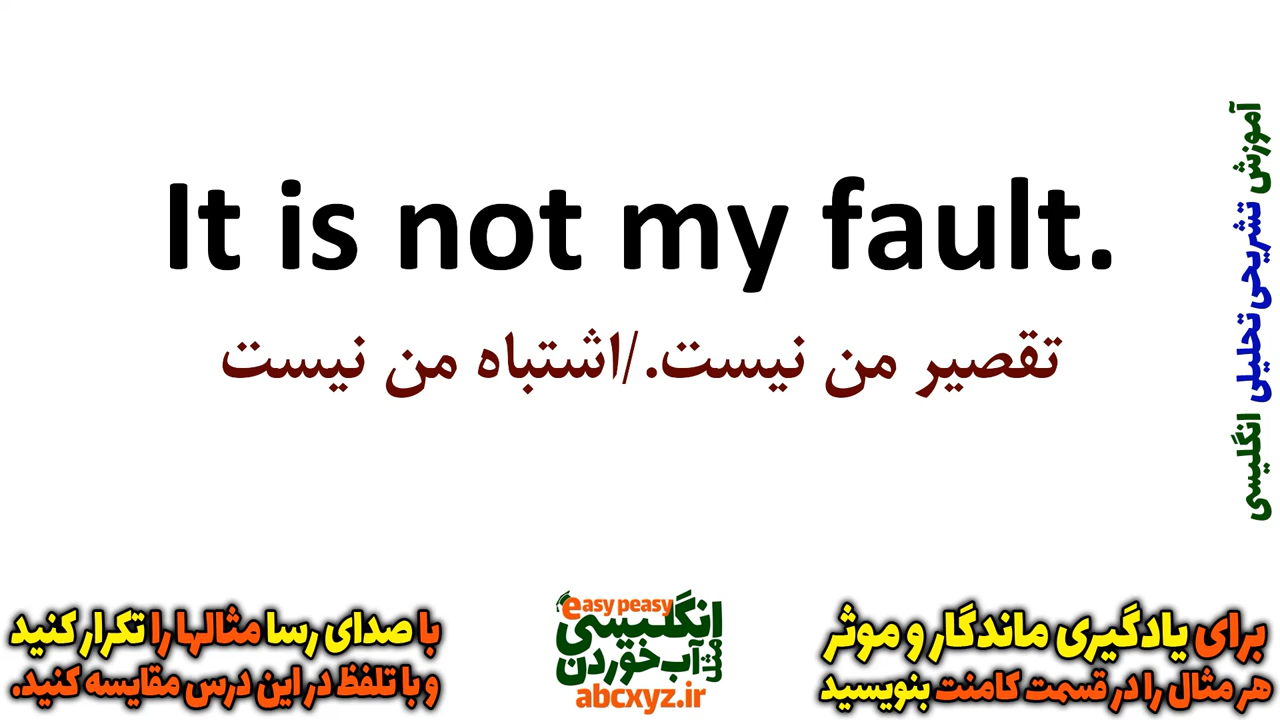 It is not my fault.
تقصیر من نیست./اشتباه من نیست
آموزش تشریحی تحلیلی انگلیسی
برای یادگیری ماندگار و موثر
هر مثال را در قسمت کامنت بنویسید
easy peasy
انگلیسی
مثل آب خوردن
abcxyz.ir
با صدای رسا مثالها را تکرار کنید
و با تلفظ در این درس مقایسه کنید.